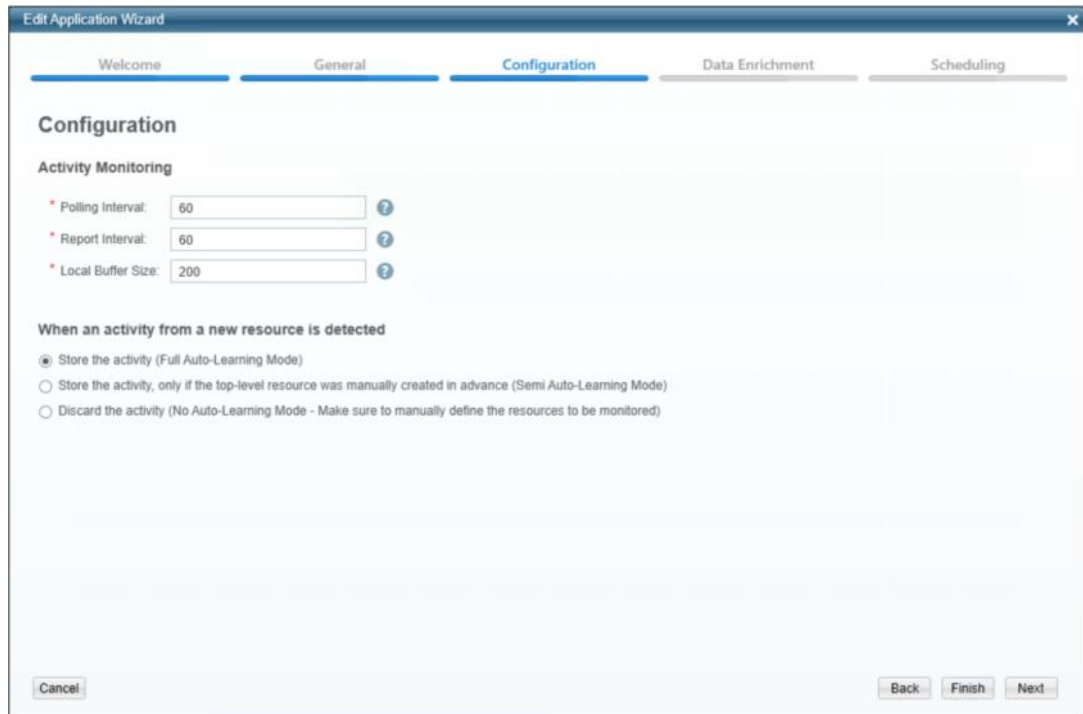 Edit Application Wizard
Welcome General Configuration Data Enrichment Scheduling
Configuration
Activity Monitoring
* Polling Interval: 60 ?
* Report Interval: 60 ?
* Local Buffer Size: 200 ?
When an activity from a new resource is detected
Store the activity (Full Auto-Learning Mode)
Store the activity, only if the top-level resource was manually created in advance (Semi Auto-Learning Mode)
Discard the activity (No Auto-Learning Mode - Make sure to manually define the resources to be monitored)
Cancel Back Finish Next